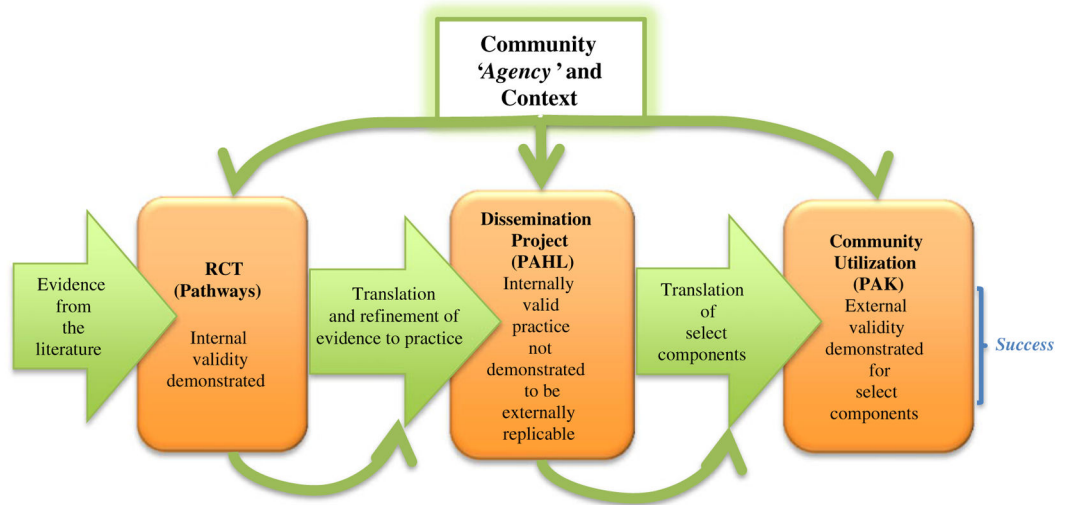 Community
‘Agency’ and
Context
Evidence
from
the
literature
RCT
(Pathways)
Internal
validity
demonstrated
Translation
and refinement of
evidence to practice
Dissemination
Project
(PAHL)
Internally
valid
practice
not
demonstrated
to be
externally
replicable
Translation
of
select
components
Community
Utilization
(PAK)
External
validity
demonstrated
for
select
components
Success